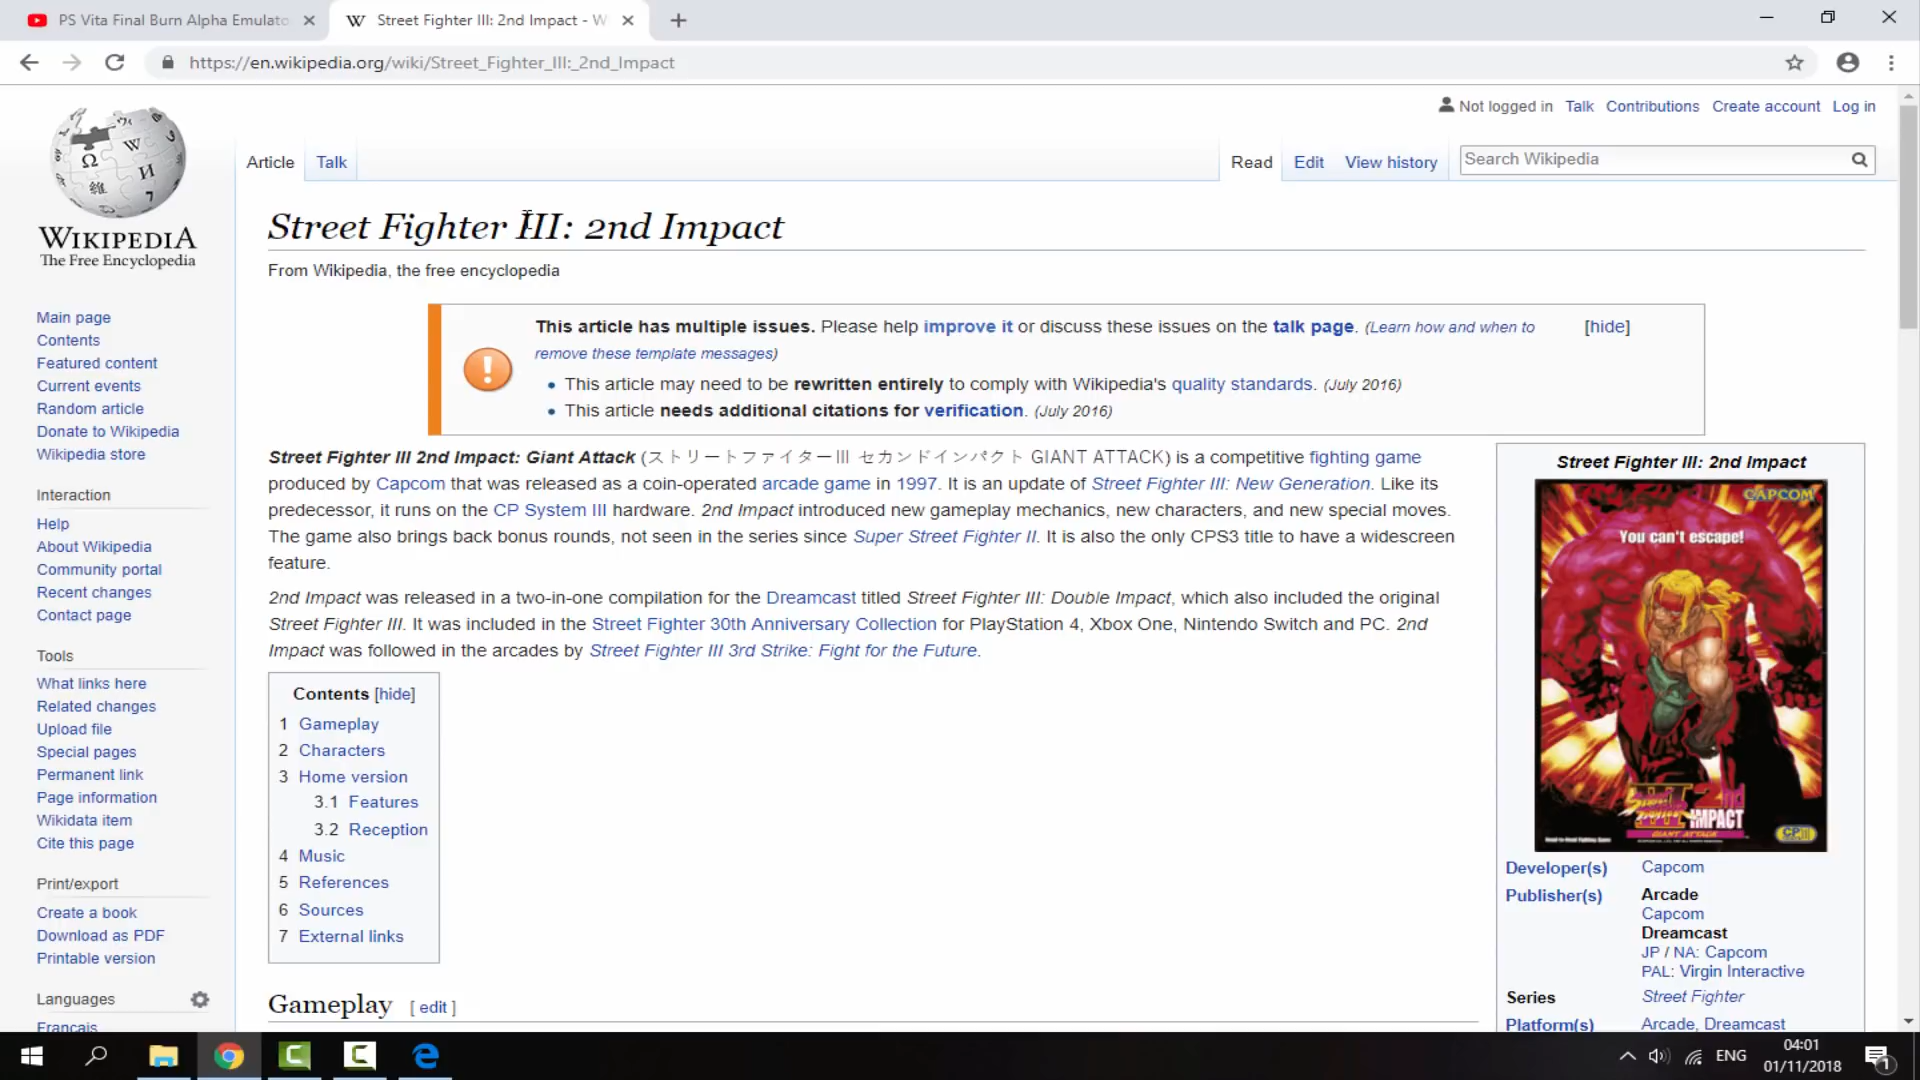 PS Vita Final Burn Alpha Emulato
Street Fighter III: 2nd Impact - W
https://en.wikipedia.org/wiki/Street_Fighter_III:_2nd_Impact
Not logged in Talk Contributions Create account Log in
Article Talk Read Edit View history Search Wikipedia
WIKIPEDIA
The Free Encyclopedia
Street Fighter III: 2nd Impact
From Wikipedia, the free encyclopedia
Main page
Contents
Featured content
Current events
Random article
Donate to Wikipedia
Wikipedia store
Interaction
Help
About Wikipedia
Community portal
Recent changes
Contact page
Tools
What links here
Related changes
Upload file
Special pages
Permanent link
Page information
Wikidata item
Cite this page
Print/export
Create a book
Download as PDF
Printable version
Languages
Français
This article has multiple issues. Please help improve it or discuss these issues on the talk page. (Learn how and when to [hide]
remove these template messages)
• This article may need to be rewritten entirely to comply with Wikipedia's quality standards. (July 2016)
• This article needs additional citations for verification. (July 2016)
Street Fighter III 2nd Impact: Giant Attack (ストリートファイターIII セカンドインパクト GIANT ATTACK) is a competitive fighting game
produced by Capcom that was released as a coin-operated arcade game in 1997. It is an update of Street Fighter III: New Generation. Like its
predecessor, it runs on the CP System III hardware. 2nd Impact introduced new gameplay mechanics, new characters, and new special moves.
The game also brings back bonus rounds, not seen in the series since Super Street Fighter II. It is also the only CPS3 title to have a widescreen
feature.
2nd Impact was released in a two-in-one compilation for the Dreamcast titled Street Fighter III: Double Impact, which also included the original
Street Fighter III. It was included in the Street Fighter 30th Anniversary Collection for PlayStation 4, Xbox One, Nintendo Switch and PC. 2nd
Impact was followed in the arcades by Street Fighter III 3rd Strike: Fight for the Future.
Contents [hide]
1 Gameplay
2 Characters
3 Home version
3.1 Features
3.2 Reception
4 Music
5 References
6 Sources
7 External links
Gameplay [ edit ]
Street Fighter III: 2nd Impact
CAPCOM
You can't escape!
2nd
IMPACT
GIANT ATTACK
Developer(s) Capcom
Publisher(s) Arcade
Capcom
Dreamcast
JP / NA: Capcom
PAL: Virgin Interactive
Series Street Fighter
Platform(s) Arcade, Dreamcast
ENG
04:01
01/11/2018
1